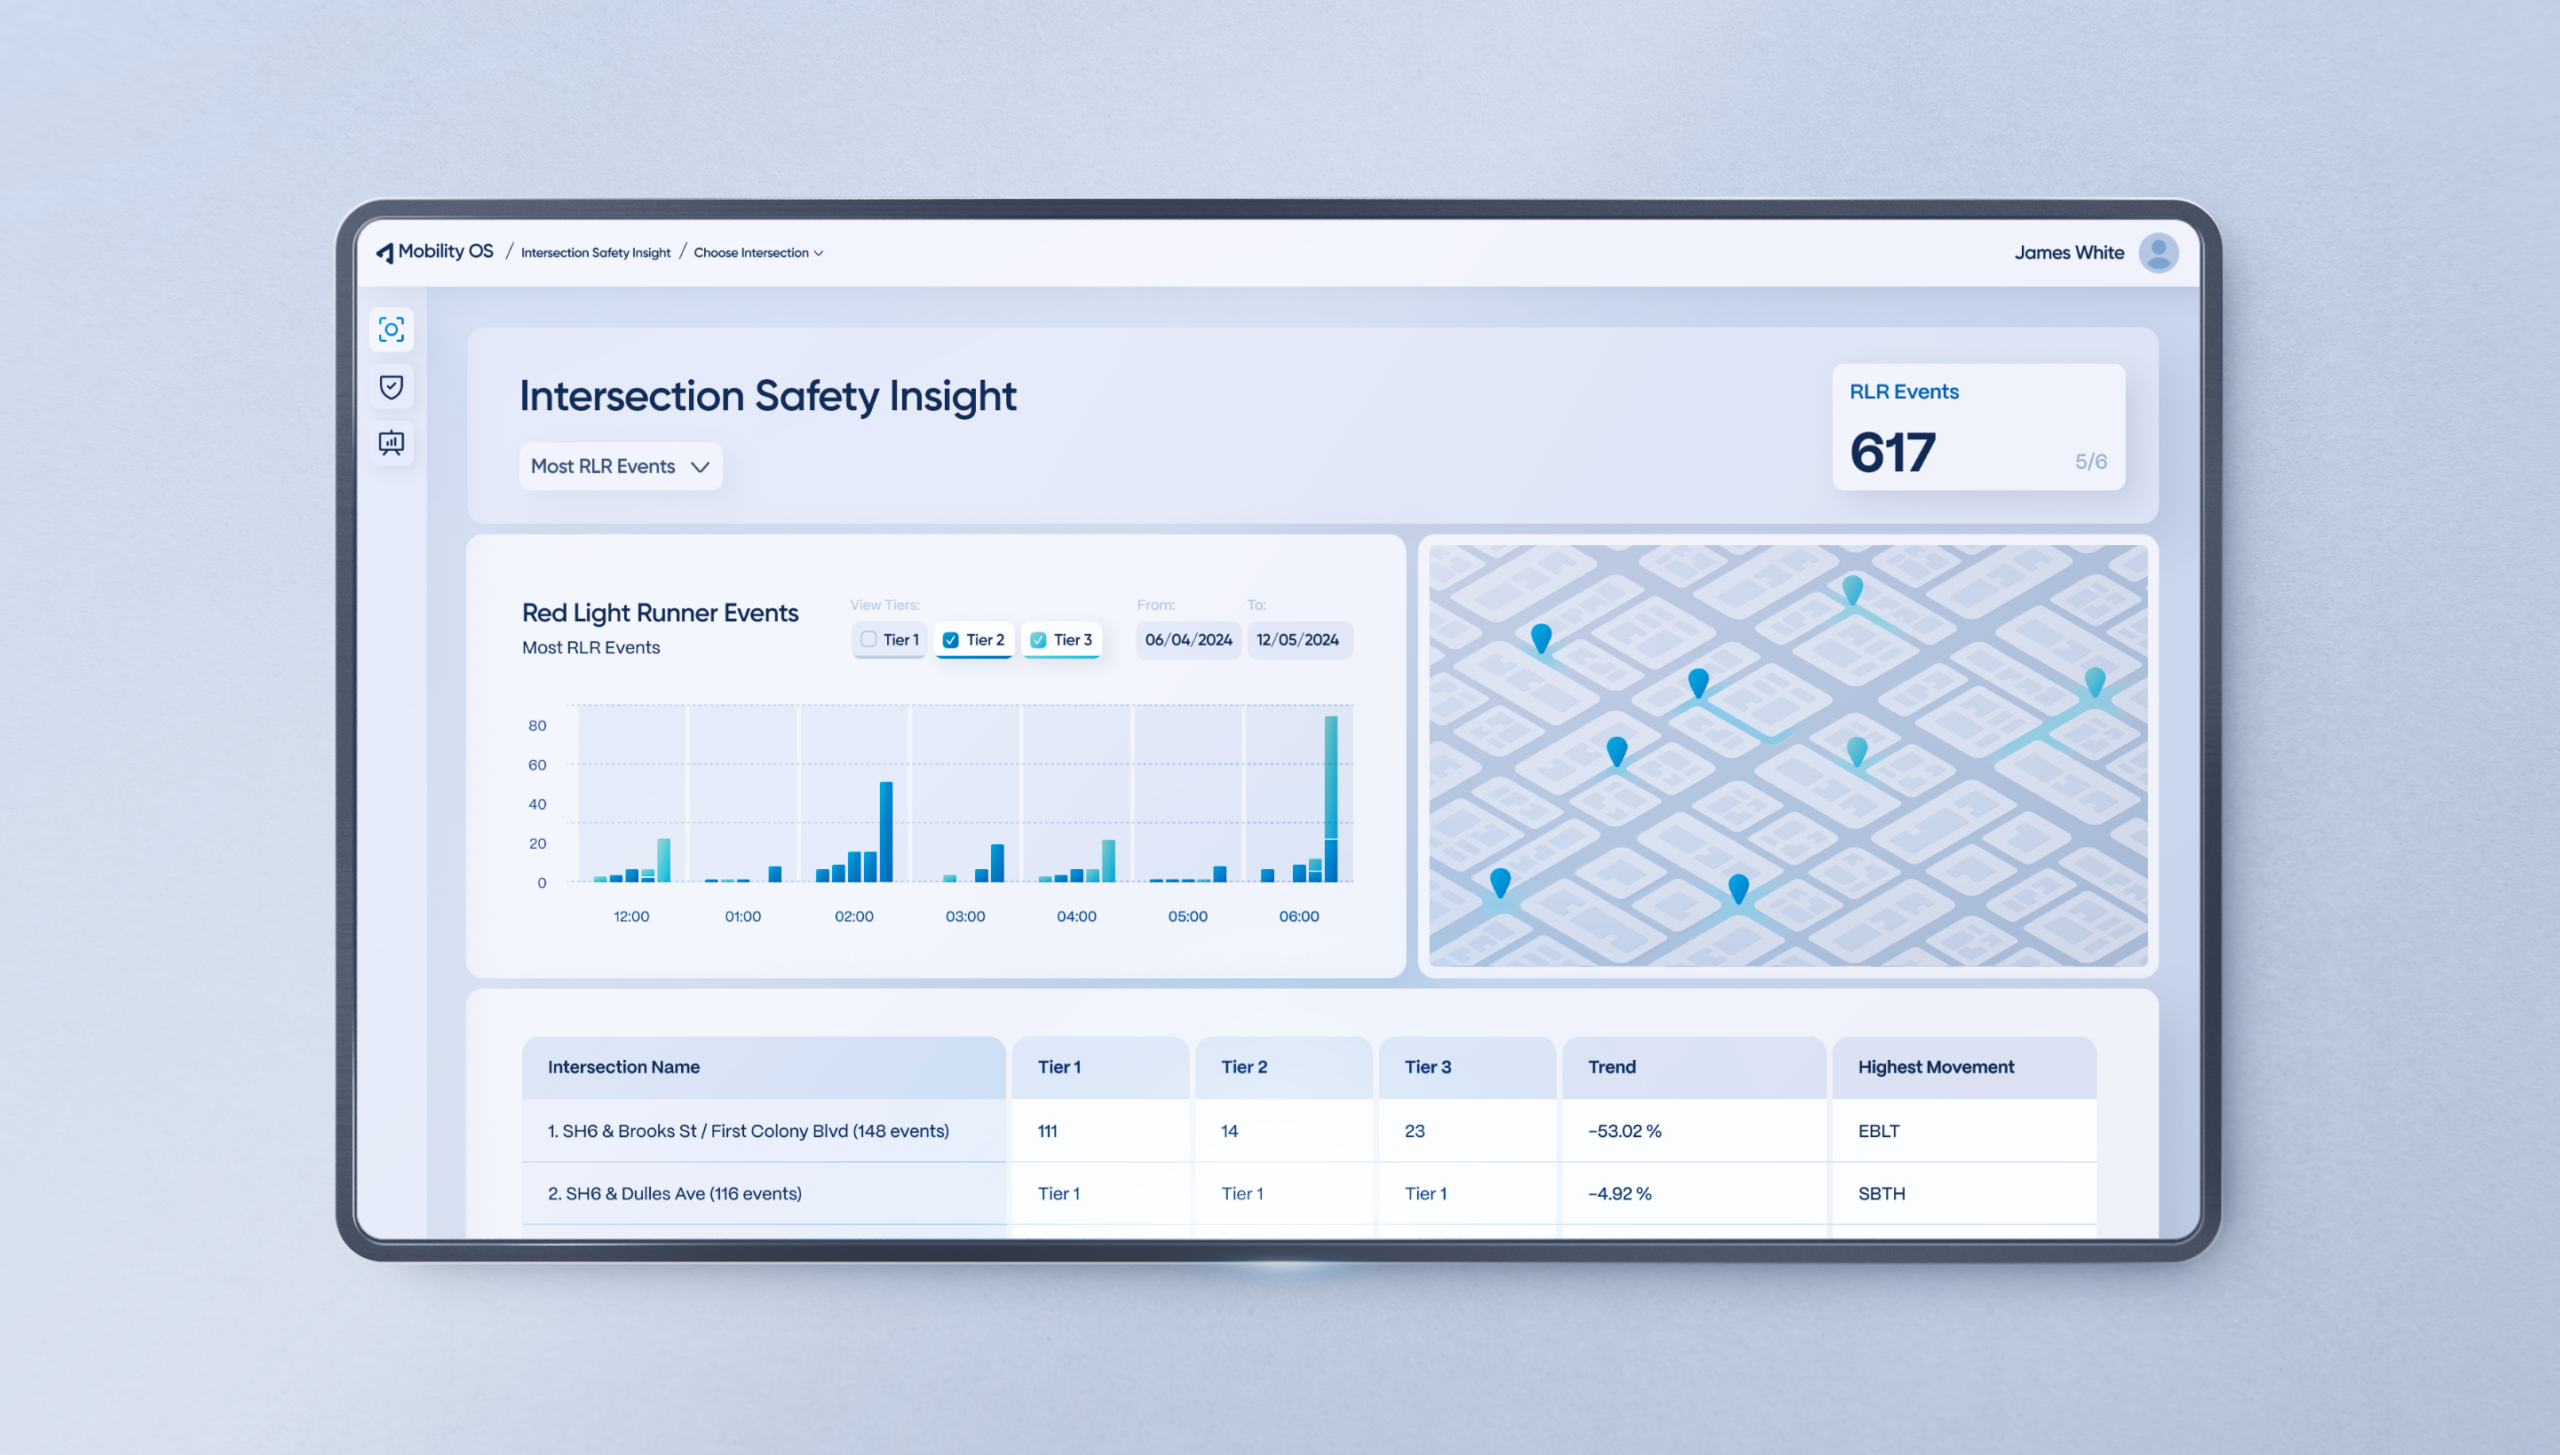 Mobility OS / Intersection Safety Insight / Choose Intersection
James White
Intersection Safety Insight
Most RLR Events
RLR Events
617
5/6
Red Light Runner Events
Most RLR Events
View Tiers:
Tier 1
Tier 2
Tier 3
From:
To:
06/04/2024
12/05/2024
80
60
40
20
0
12:00 01:00 02:00 03:00 04:00 05:00 06:00
Intersection Name Tier 1 Tier 2 Tier 3 Trend Highest Movement
1. SH6 & Brooks St / First Colony Blvd (148 events) 111 14 23 -53.02 % EBLT
2. SH6 & Dulles Ave (116 events) Tier 1 Tier 1 Tier 1 -4.92 % SBTH